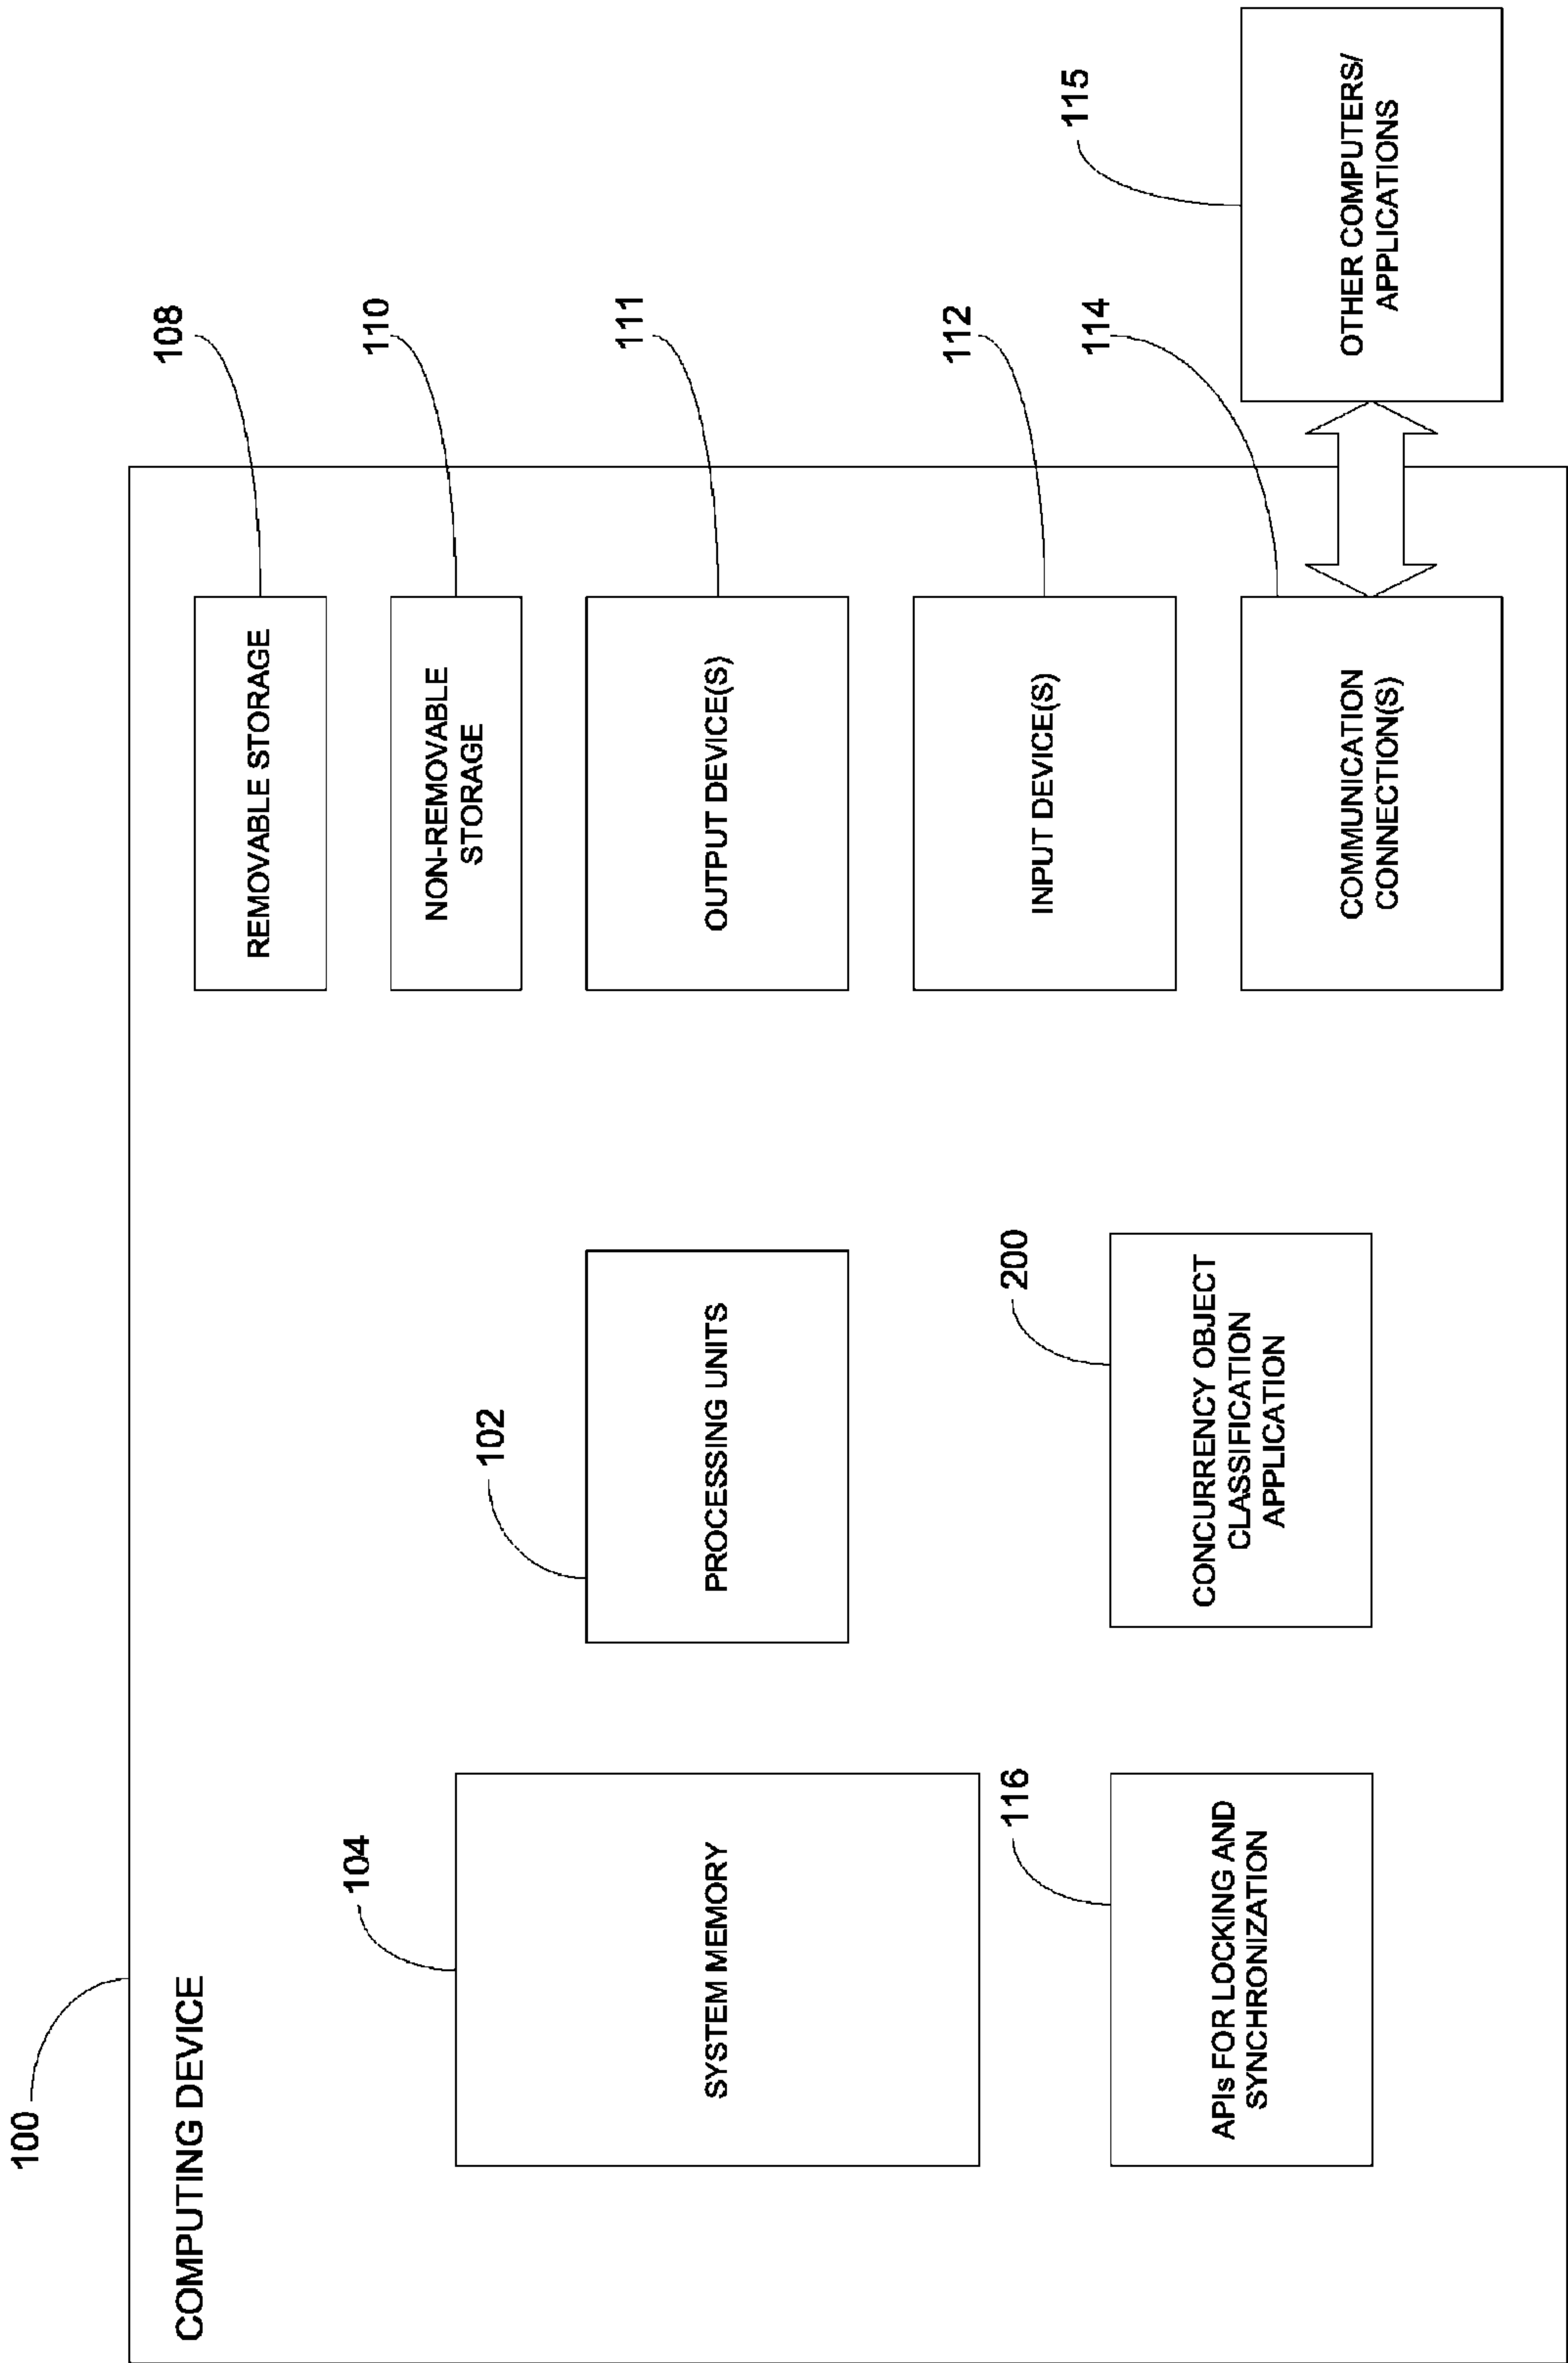 100
COMPUTING DEVICE
104
SYSTEM MEMORY
116
APIs FOR LOCKING AND
SYNCHRONIZATION
102
PROCESSING UNITS
200
CONCURRENCY OBJECT
CLASSIFICATION
APPLICATION
108
REMOVABLE STORAGE
110
NON-REMOVABLE
STORAGE
111
OUTPUT DEVICE(S)
112
INPUT DEVICE(S)
114
COMMUNICATION
CONNECTION(S)
115
OTHER COMPUTERS/
APPLICATIONS